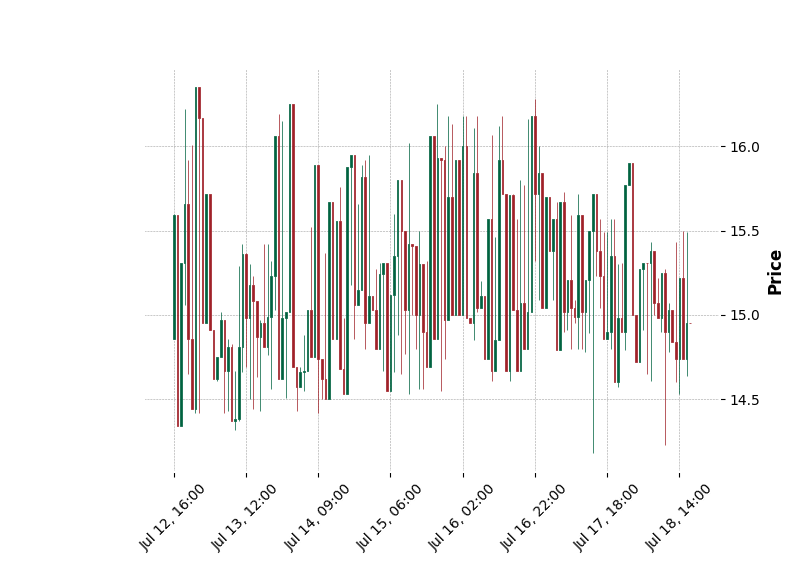 16.0
15.5
15.0
14.5
Price
Jul 12, 16:00
Jul 13, 12:00
Jul 14, 09:00
Jul 15, 06:00
Jul 16, 02:00
Jul 16, 22:00
Jul 17, 18:00
Jul 18, 14:00